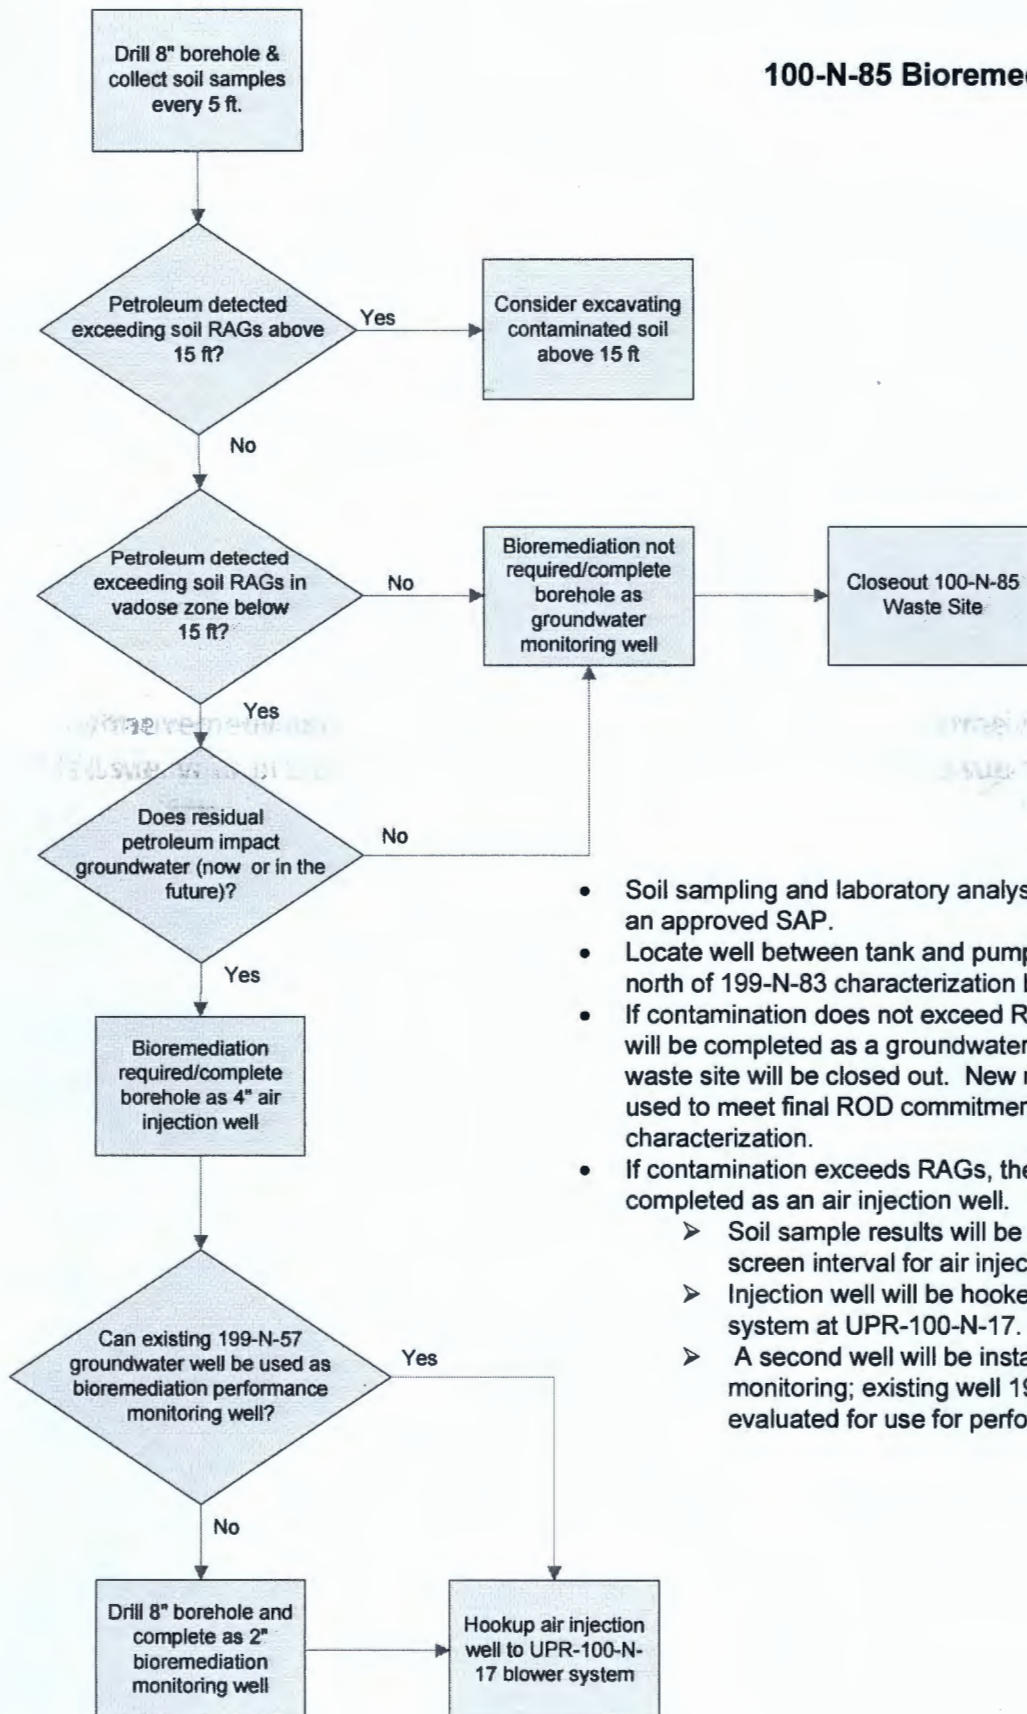 100-N-85 Bioremed
Drill 8" borehole &
collect soil samples
every 5 ft.
Petroleum detected
exceeding soil RAGs above
15 ft?
Yes
Consider excavating
contaminated soil
above 15 ft
No
Petroleum detected
exceeding soil RAGs in
vadose zone below
15 ft?
No
Bioremediation not
required/complete
borehole as
groundwater
monitoring well
Closeout 100-N-85
Waste Site
Yes
Does residual
petroleum impact
groundwater (now or in the
future)?
No
Yes
Bioremediation
required/complete
borehole as 4" air
injection well
Can existing 199-N-57
groundwater well be used as
bioremediation performance
monitoring well?
Yes
No
Drill 8" borehole and
complete as 2"
bioremediation
monitoring well
Hookup air injection
well to UPR-100-N-
17 blower system
• Soil sampling and laboratory analys
an approved SAP.
• Locate well between tank and pump
north of 199-N-83 characterization
• If contamination does not exceed R
will be completed as a groundwater
waste site will be closed out. New
used to meet final ROD commitmen
characterization.
• If contamination exceeds RAGs, the
completed as an air injection well.
➢ Soil sample results will be
screen interval for air injec
➢ Injection well will be hooke
system at UPR-100-N-17.
➢ A second well will be insta
monitoring; existing well 19
evaluated for use for perfo